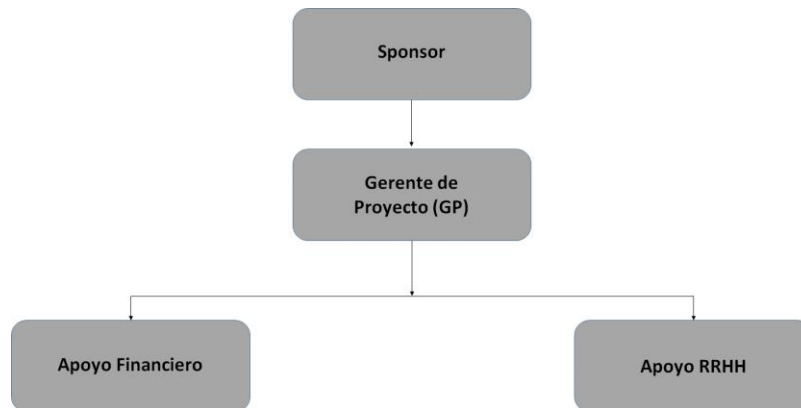 Sponsor
Gerente de
Proyecto (GP)
Apoyo Financiero
Apoyo RRHH